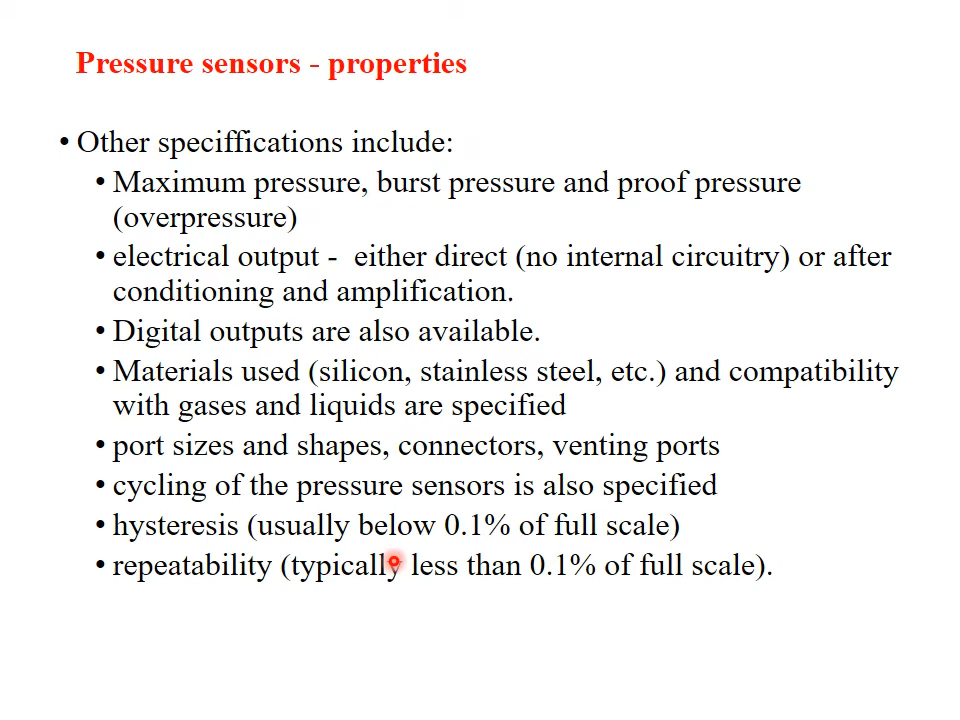 Pressure sensors - properties
• Other speciffications include:
• Maximum pressure, burst pressure and proof pressure
(overpressure)
• electrical output - either direct (no internal circuitry) or after
conditioning and amplification.
• Digital outputs are also available.
• Materials used (silicon, stainless steel, etc.) and compatibility
with gases and liquids are specified
• port sizes and shapes, connectors, venting ports
• cycling of the pressure sensors is also specified
• hysteresis (usually below 0.1% of full scale)
• repeatability (typically less than 0.1% of full scale).